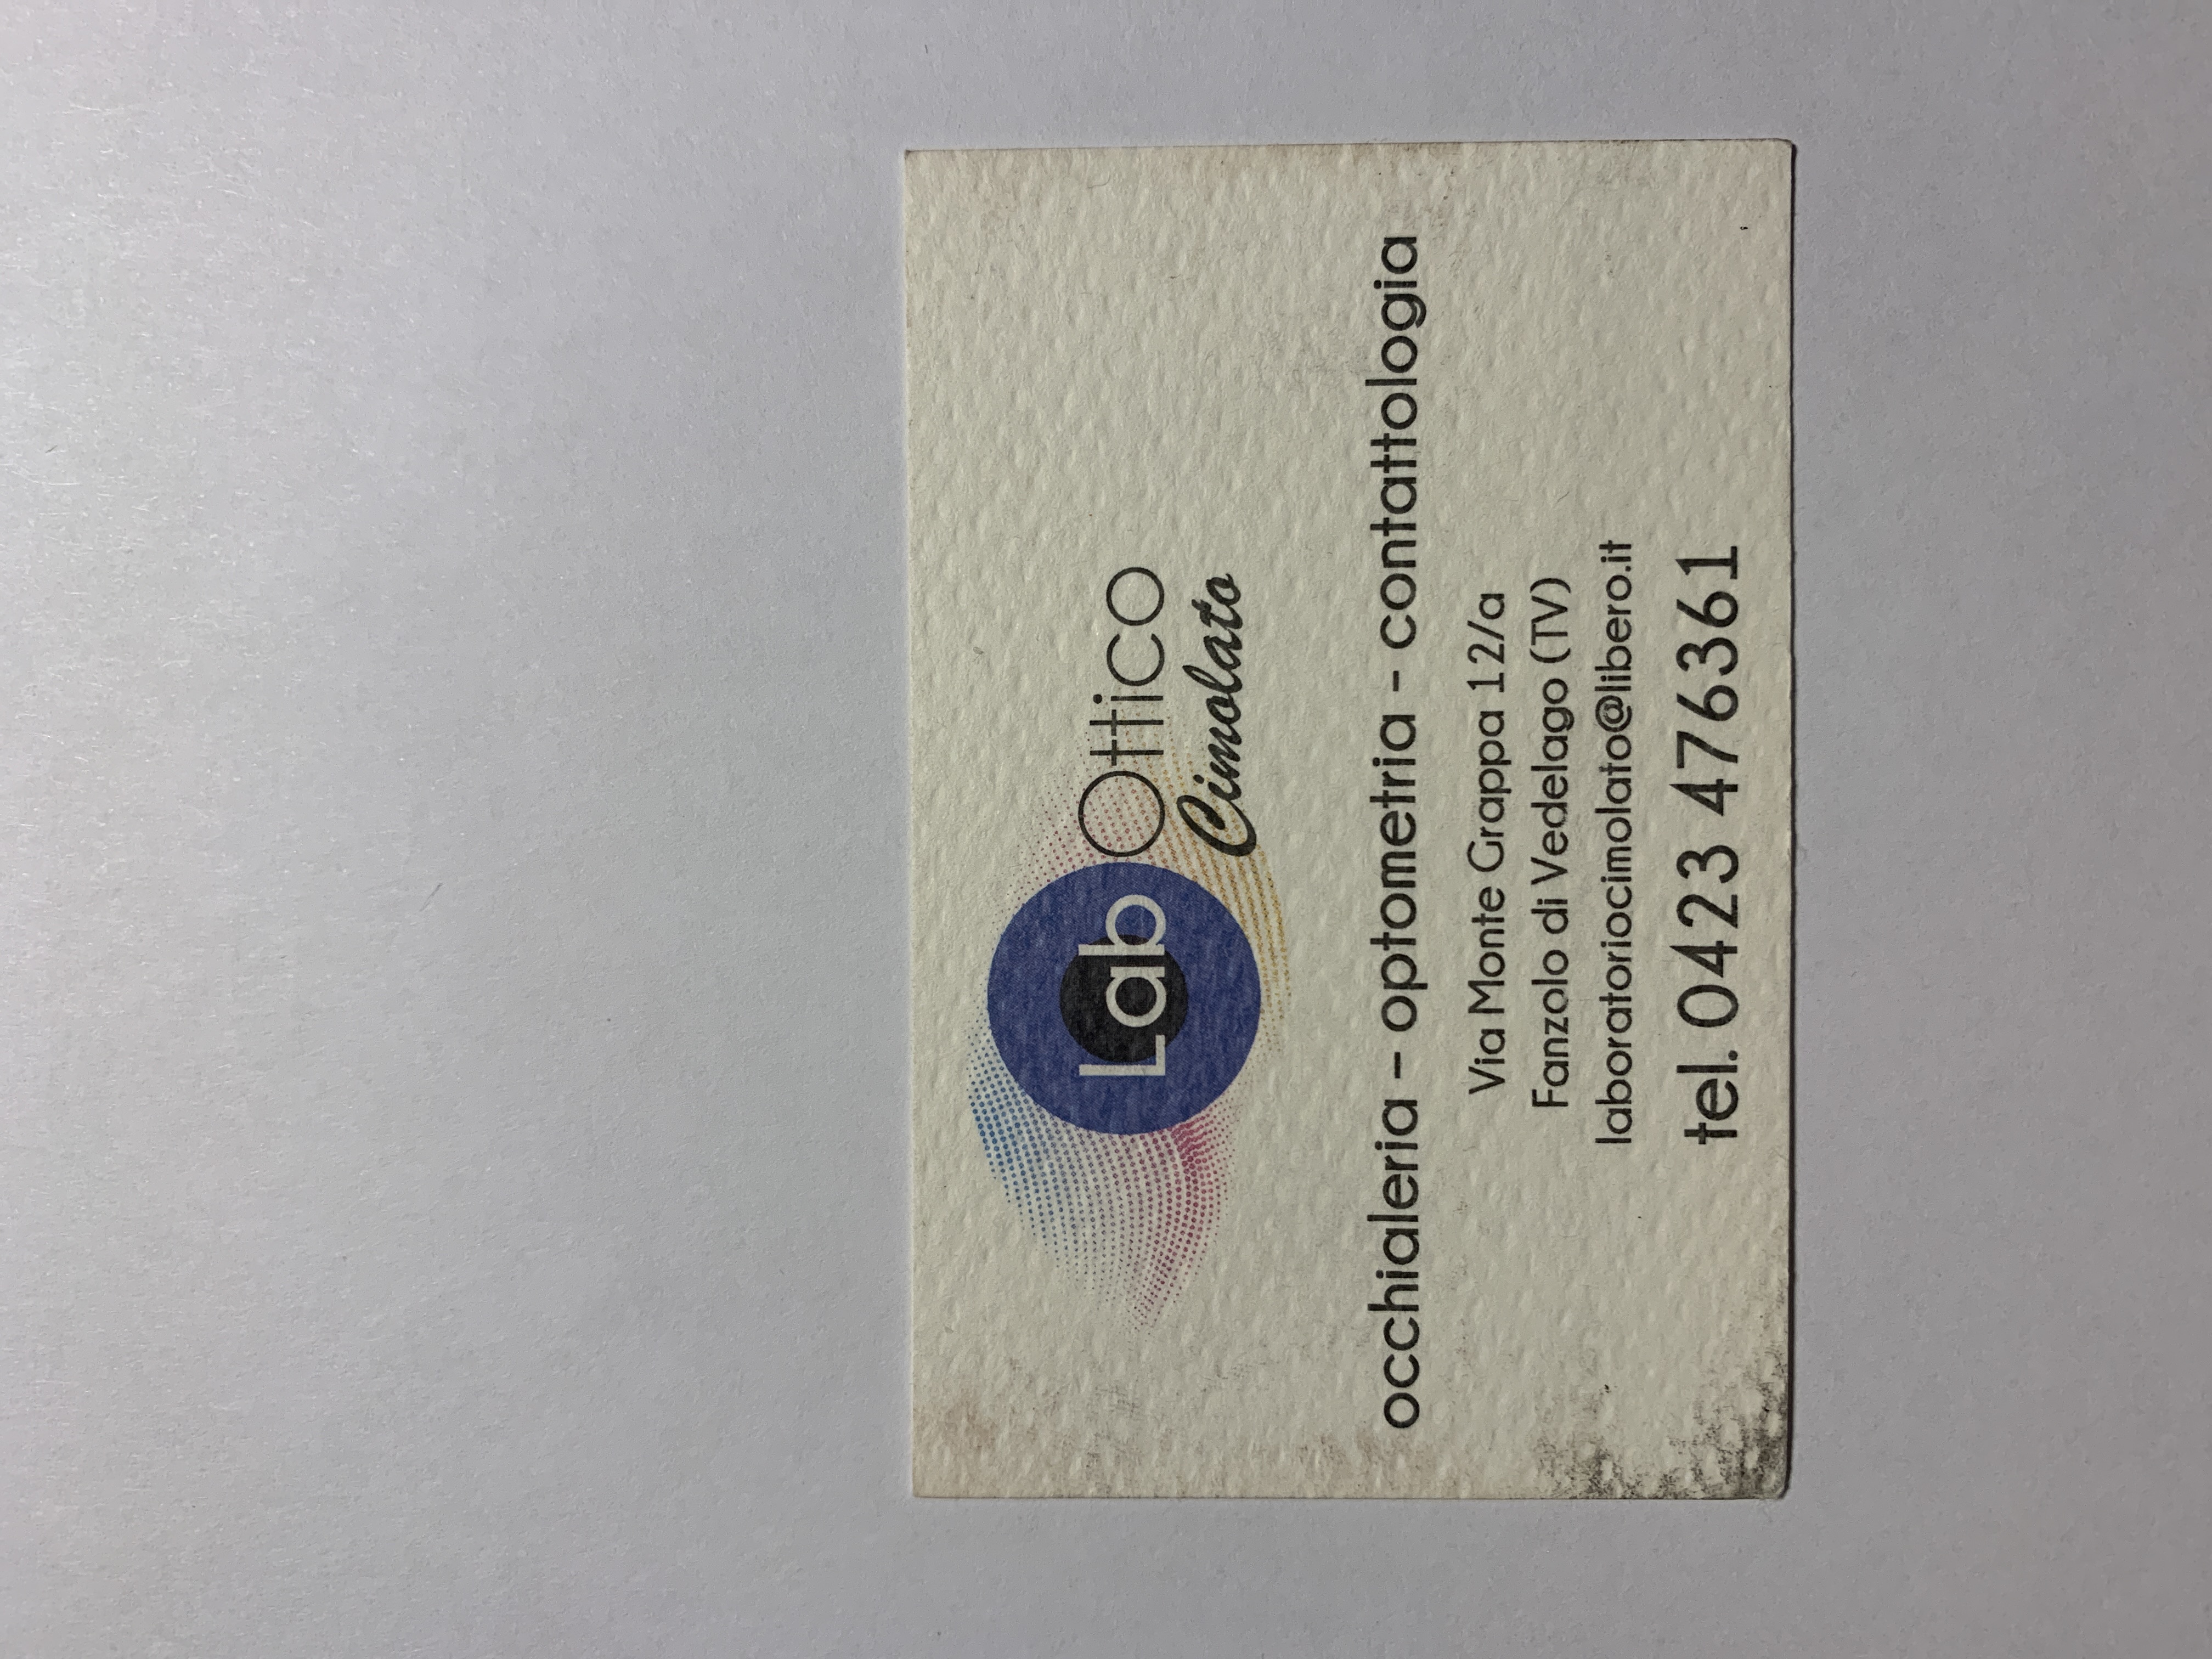 Lab Ottico
Cimolato
occhialeria - optometria - contattologia
Via Monte Grappa 12/a
Fanzolo di Vedelago (TV)
laboratoriocimolato@libero.it
tel. 0423 476361